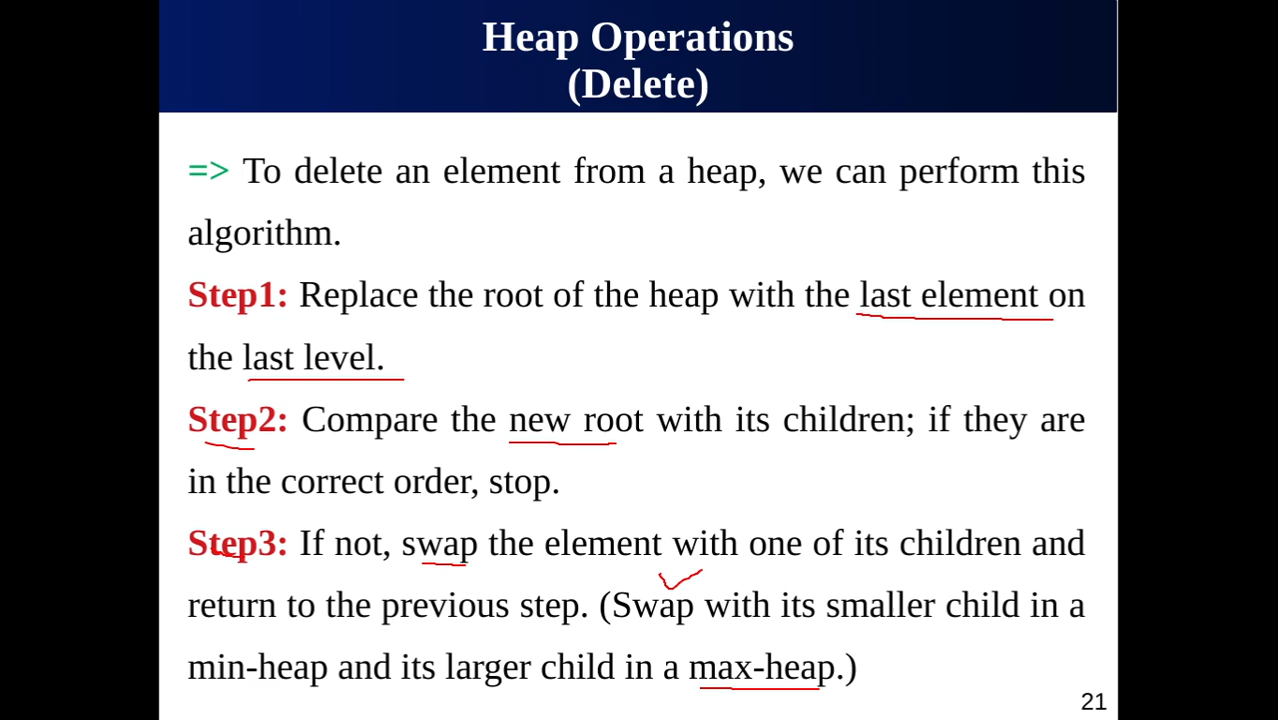 Heap Operations
(Delete)
=> To delete an element from a heap, we can perform this
algorithm.
Step1: Replace the root of the heap with the last element on
the last level.
Step2: Compare the new root with its children; if they are
in the correct order, stop.
Step3: If not, swap the element with one of its children and
return to the previous step. (Swap with its smaller child in a
min-heap and its larger child in a max-heap.)
21